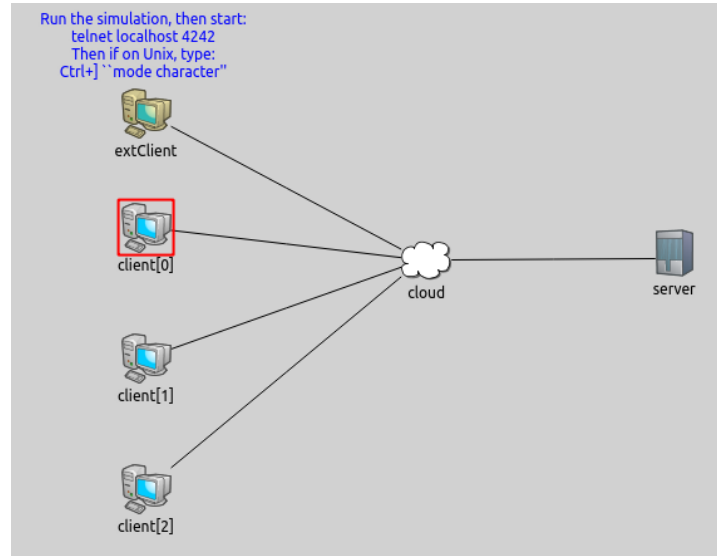 Run the simulation, then start:
telnet localhost 4242
Then if on Unix, type:
Ctrl+] ``mode character"
extClient
client[0]
cloud
server
client[1]
client[2]